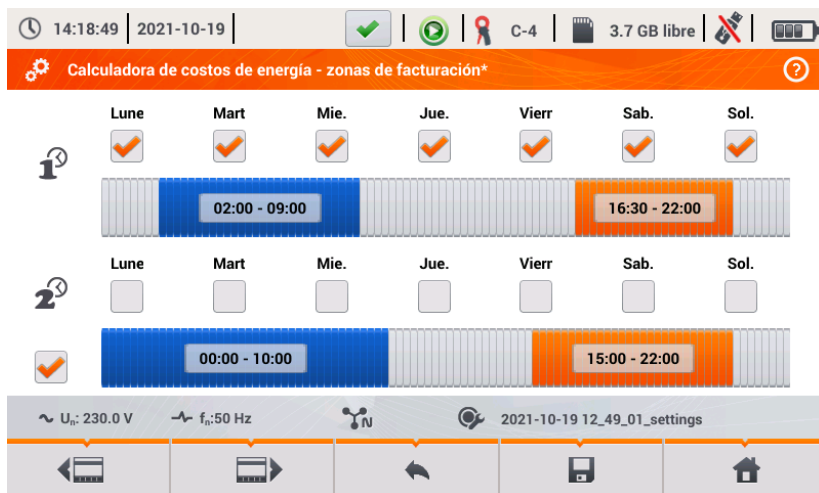 14:18:49 2021-10-19 C-4 3.7 GB libre
Calculadora de costos de energía - zonas de facturación* ?
Lune Mart Mie. Jue. Vierr Sab. Sol.
1
02:00 - 09:00 16:30 - 22:00
Lune Mart Mie. Jue. Vierr Sab. Sol.
2
00:00 - 10:00 15:00 - 22:00
Un: 230.0 V fn:50 Hz N 2021-10-19 12_49_01_settings